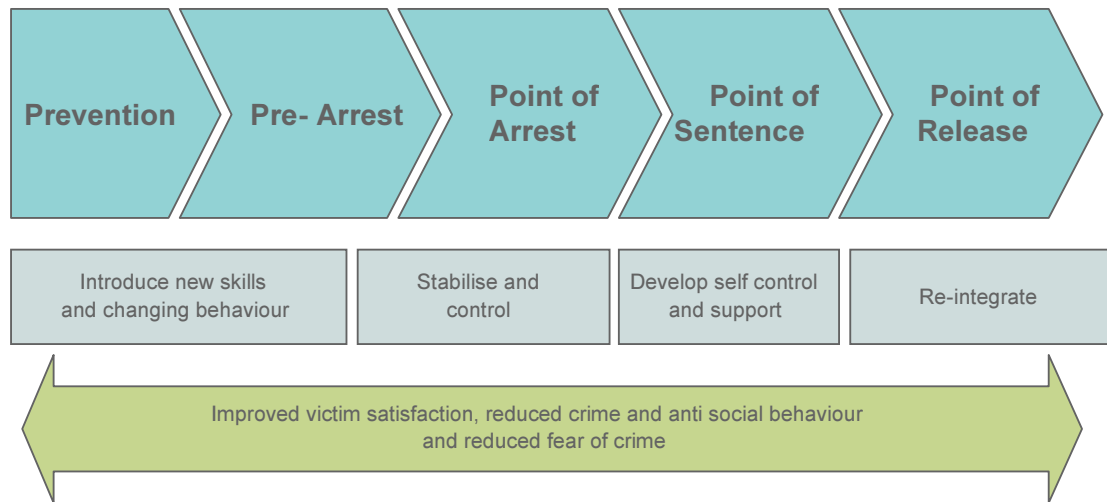 Prevention
Pre- Arrest
Point of
Arrest
Point of
Sentence
Point of
Release
Introduce new skills
and changing behaviour
Stabilise and
control
Develop self control
and support
Re-integrate
Improved victim satisfaction, reduced crime and anti social behaviour
and reduced fear of crime